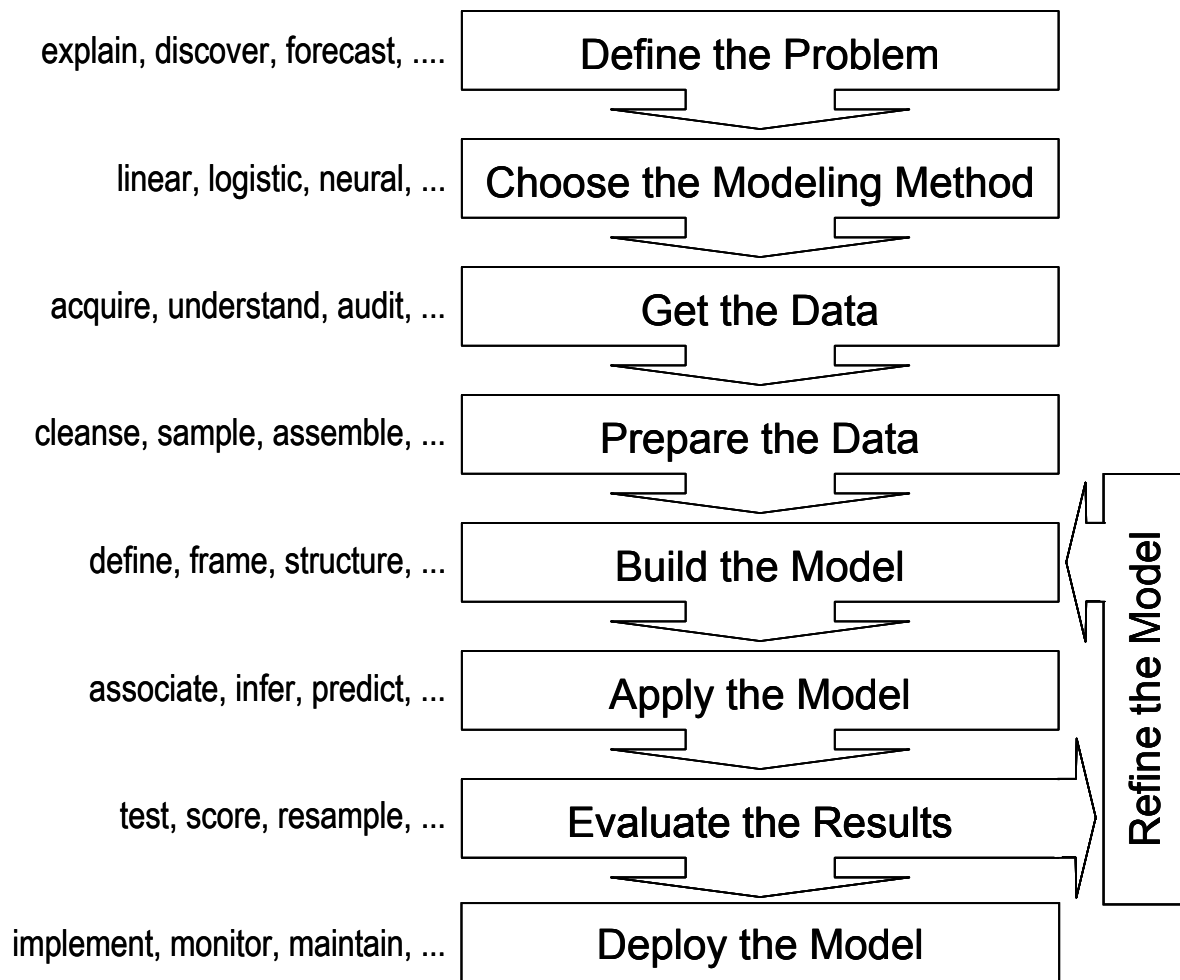 explain, discover, forecast, ....
Define the Problem
linear, logistic, neural, ...
Choose the Modeling Method
acquire, understand, audit, ...
Get the Data
cleanse, sample, assemble, ...
Prepare the Data
define, frame, structure, ...
Build the Model
associate, infer, predict, ...
Apply the Model
test, score, resample, ...
Evaluate the Results
Refine the Model
implement, monitor, maintain, ...
Deploy the Model